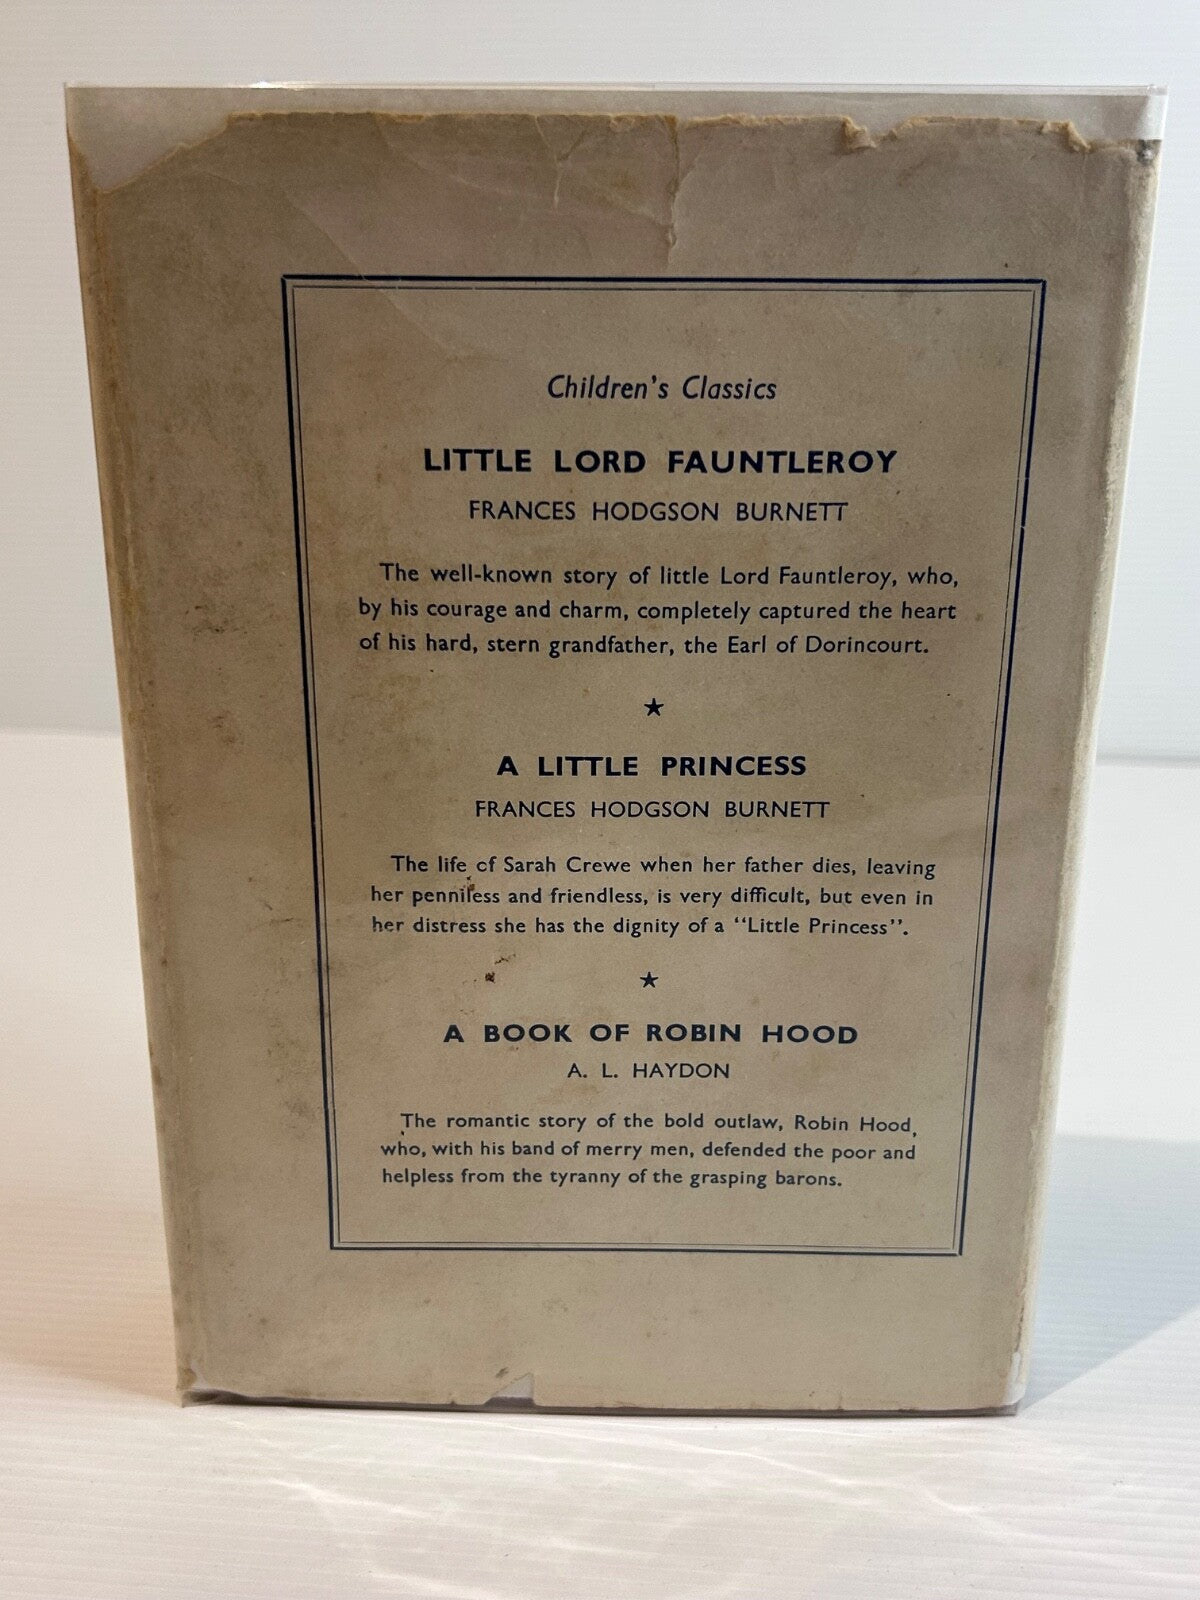 Children's Classics
LITTLE LORD FAUNTLEROY
FRANCES HODGSON BURNETT
The well-known story of little Lord Fauntleroy, who,
by his courage and charm, completely captured the heart
of his hard, stern grandfather, the Earl of Dorincourt.
★
A LITTLE PRINCESS
FRANCES HODGSON BURNETT
The life of Sarah Crewe when her father dies, leaving
her penniless and friendless, is very difficult, but even in
her distress she has the dignity of a “Little Princess”.
★
A BOOK OF ROBIN HOOD
A. L. HAYDON
The romantic story of the bold outlaw, Robin Hood,
who, with his band of merry men, defended the poor and
helpless from the tyranny of the grasping barons.